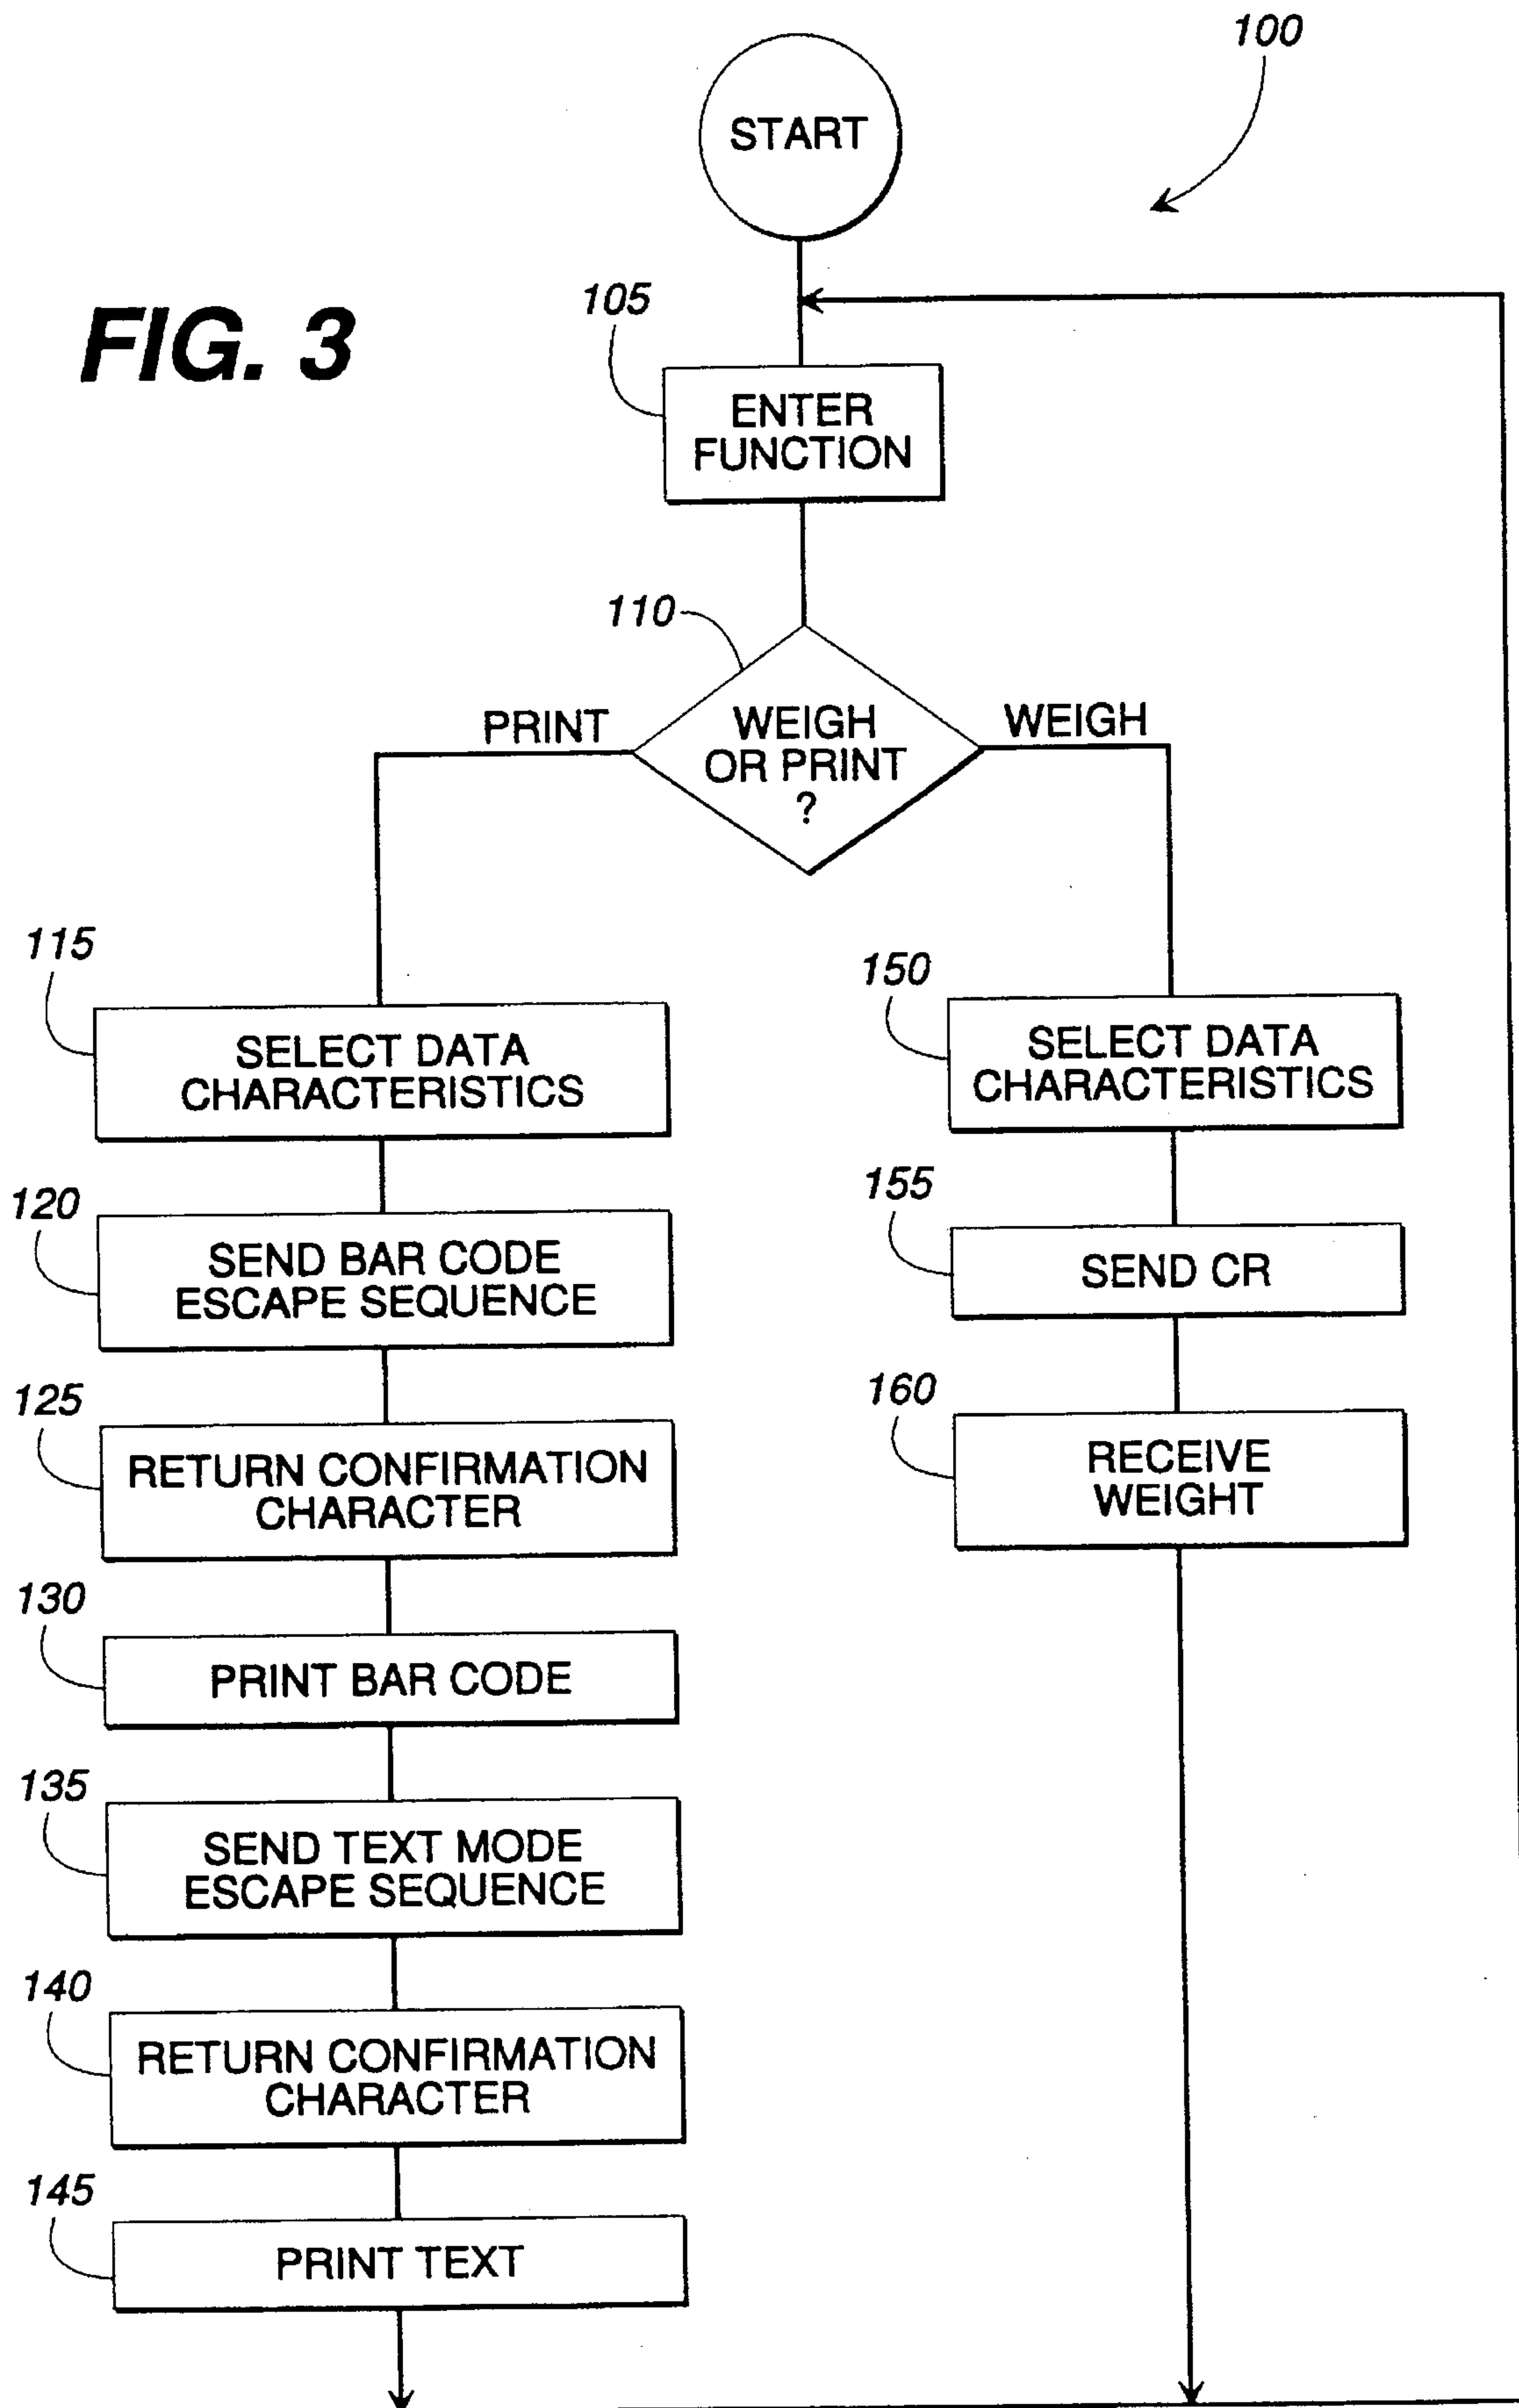 100
START
FIG. 3
105
ENTER
FUNCTION
110
PRINT
WEIGH
OR PRINT
?
WEIGH
115
SELECT DATA
CHARACTERISTICS
120
SEND BAR CODE
ESCAPE SEQUENCE
125
RETURN CONFIRMATION
CHARACTER
130
PRINT BAR CODE
135
SEND TEXT MODE
ESCAPE SEQUENCE
140
RETURN CONFIRMATION
CHARACTER
145
PRINT TEXT
150
SELECT DATA
CHARACTERISTICS
155
SEND CR
160
RECEIVE
WEIGHT